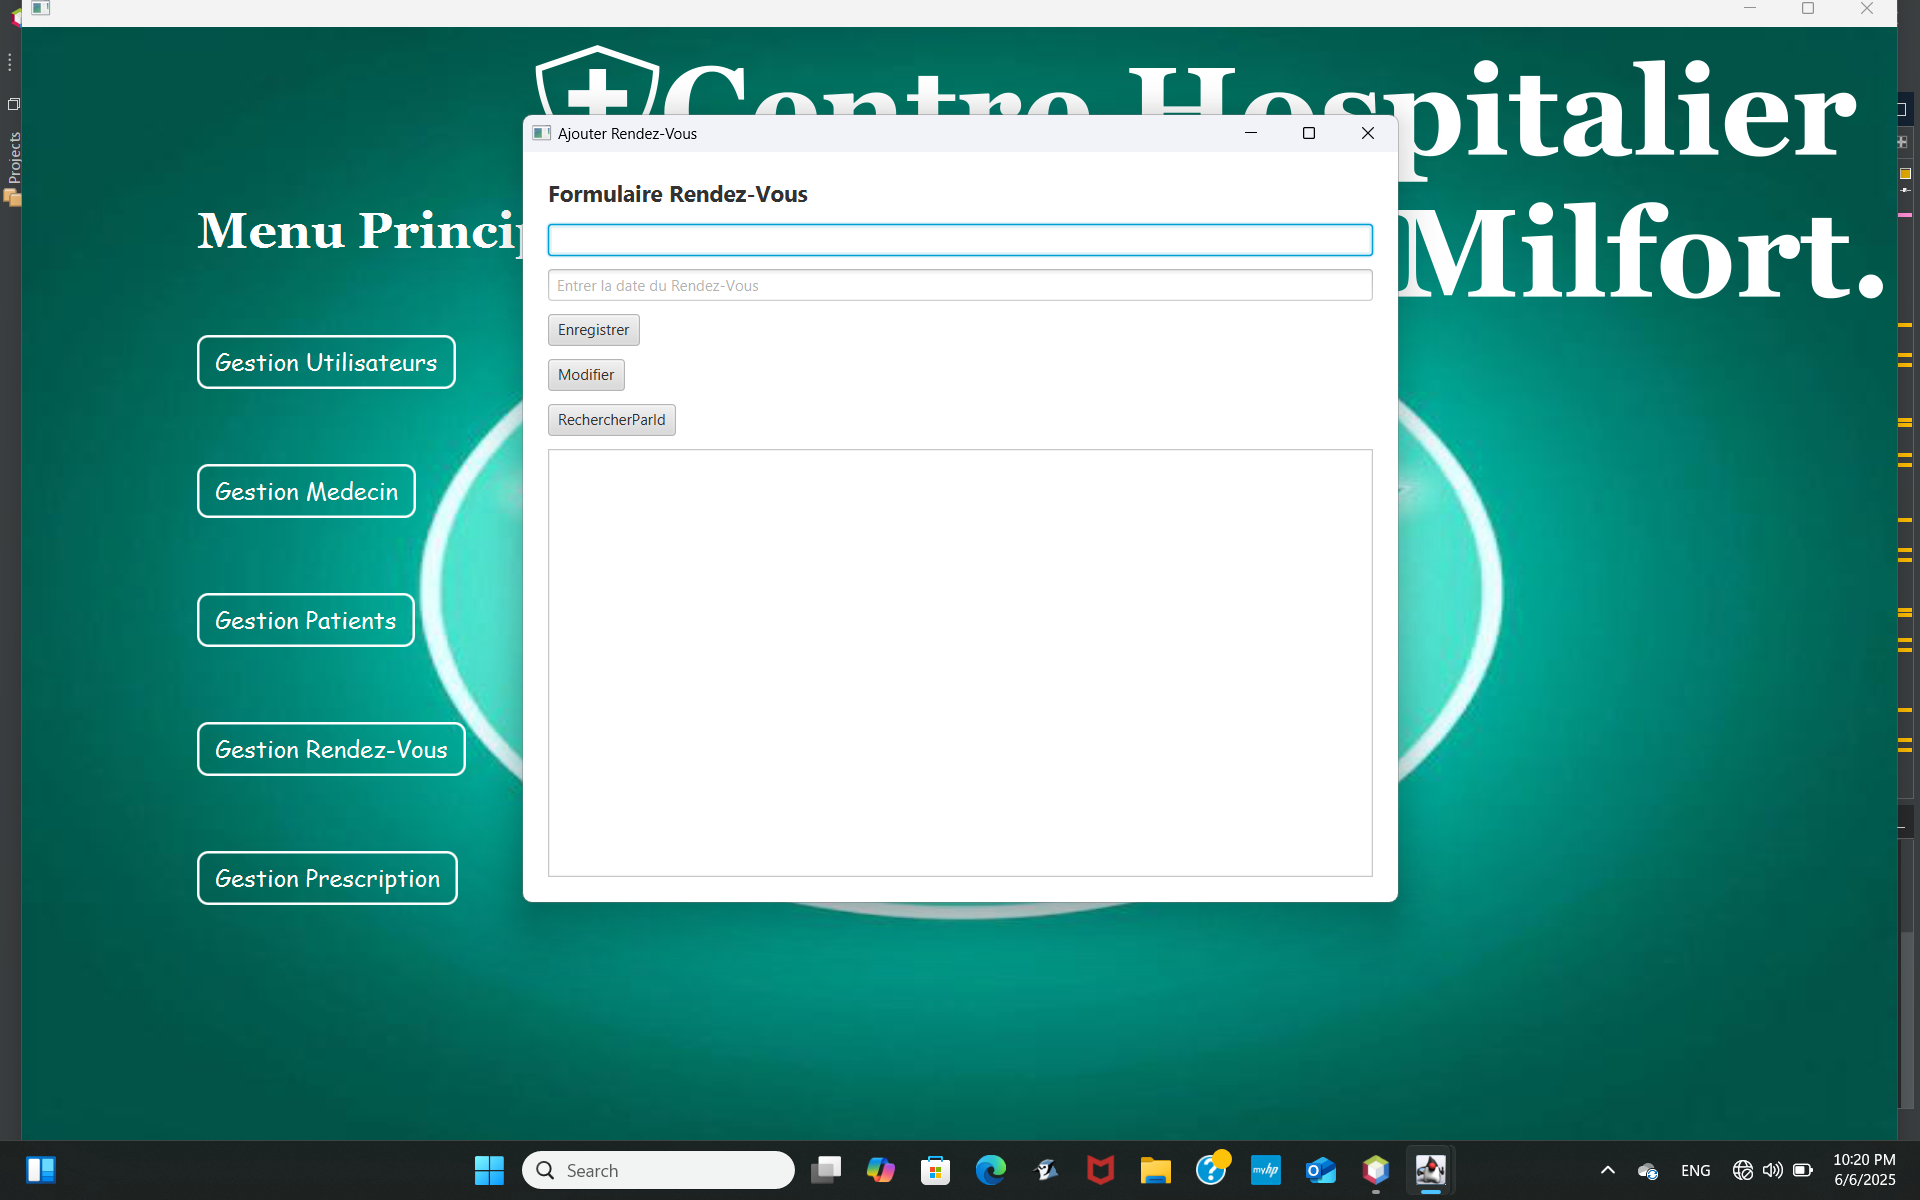 Projects
Centre Hospitalier
Milfort.
Menu Princip
Gestion Utilisateurs
Gestion Medecin
Gestion Patients
Gestion Rendez-Vous
Gestion Prescription
Ajouter Rendez-Vous
Formulaire Rendez-Vous
Entrer la date du Rendez-Vous
Enregistrer
Modifier
RechercherParId
Search
myhp
ENG
10:20 PM
6/6/2025